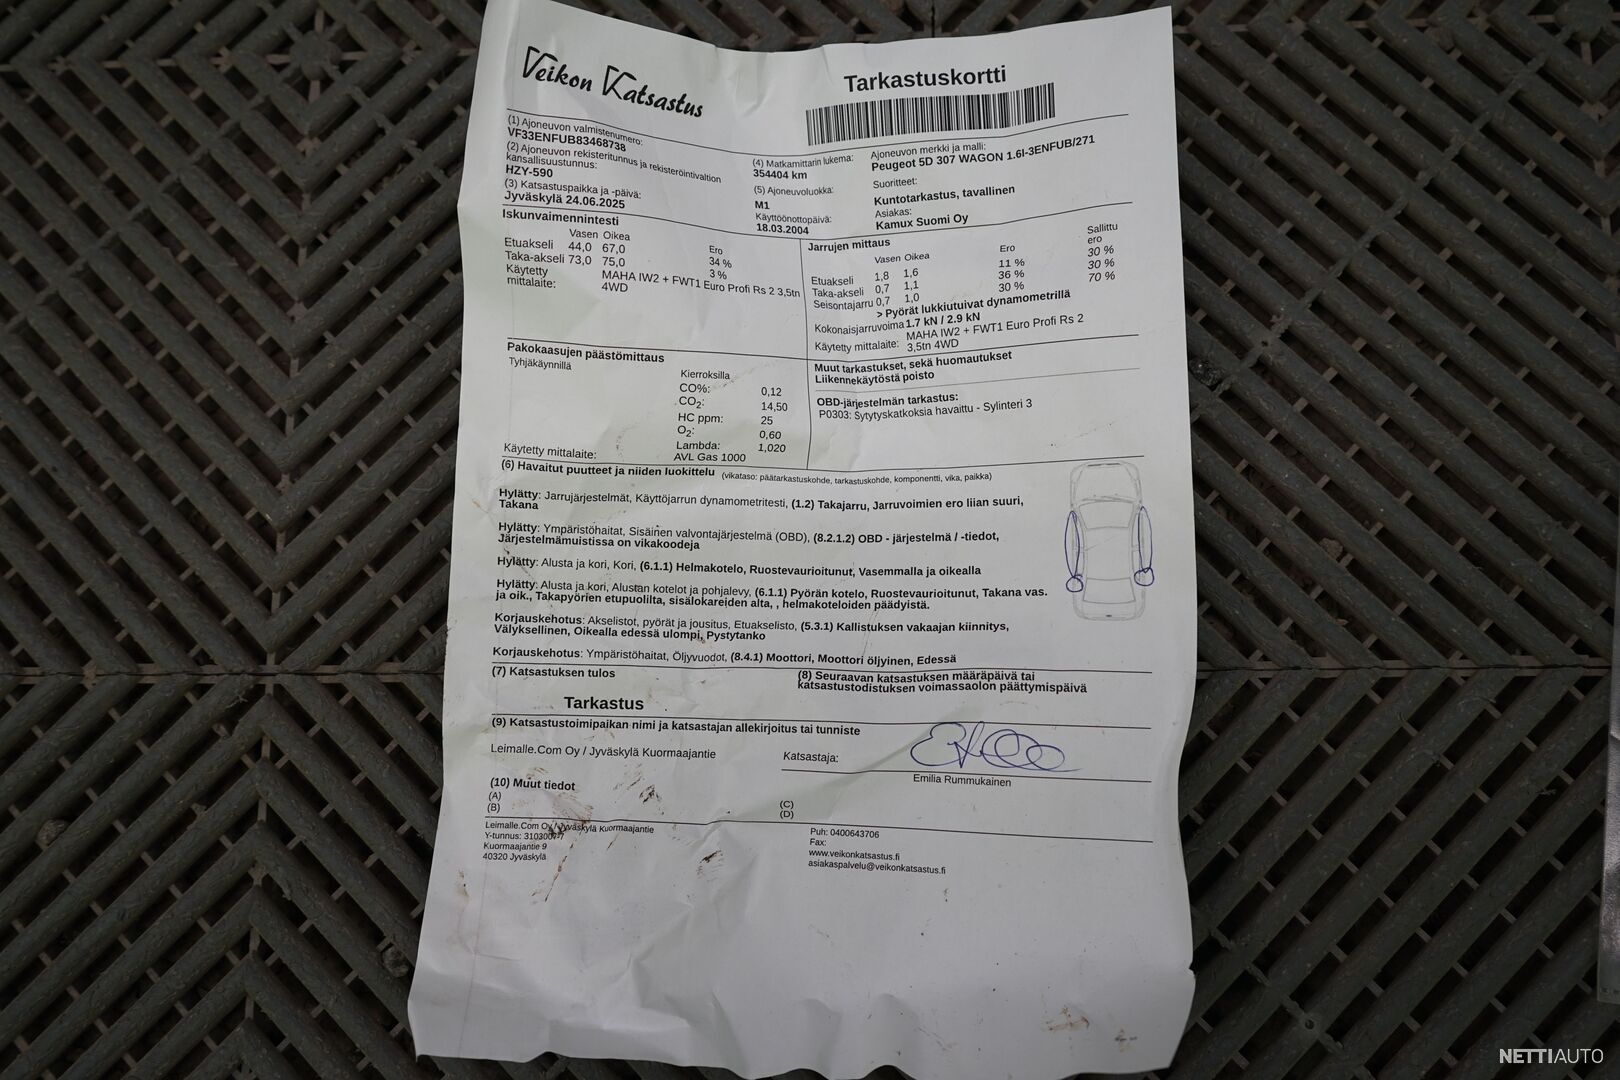 Veikon Katsastus
Tarkastuskortti
(1) Ajoneuvon valmistenumero:
VF33ENFUB83468738
(2) Ajoneuvon rekisteritunnus ja rekisteröintivaltion
kansallisuustunnus:
HZY-590
(3) Katsastuspaikka ja -päivä:
Jyväskylä 24.06.2025
(4) Matkamittarin lukema:
354404 km
(5) Ajoneuvoluokka:
M1
Käyttöönottopäivä:
18.03.2004
Ajoneuvon merkki ja malli:
Peugeot 5D 307 WAGON 1.6I-3ENFUB/271
Suoritteet:
Kuntotarkastus, tavallinen
Asiakas:
Kamux Suomi Oy
Iskunvaimennintesti
Vasen Oikea Ero
Etuakseli 44,0 67,0 34 %
Taka-akseli 73,0 75,0 3 %
Käytetty mittalaite: MAHA IW2 + FWT1 Euro Profi Rs 2 3,5tn
4WD
Jarrujen mittaus
Vasen Oikea Ero Sallittu ero
Etuakseli 1,8 1,6 11 % 30 %
Taka-akseli 0,7 1,1 36 % 30 %
Seisontajarru 0,7 1,0 30 % 70 %
> Pyörät lukkiutuivat dynamometrillä
Kokonaisjarruvoima 1.7 kN / 2.9 kN
Käytetty mittalaite: MAHA IW2 + FWT1 Euro Profi Rs 2
3,5tn 4WD
Pakokaasujen päästömittaus
Tyhjäkäynnillä
Kierroksilla
CO%: 0,12
CO2: 14,50
HC ppm: 25
O2: 0,60
Lambda: 1,020
Käytetty mittalaite: AVL Gas 1000
Muut tarkastukset, sekä huomautukset
Liikennekäytöstä poisto
OBD-järjestelmän tarkastus:
P0303: Sytytyskatkoksia havaittu - Sylinteri 3
(6) Havaitut puutteet ja niiden luokittelu (vikataso: päätarkastuskohde, tarkastuskohde, komponentti, vika, paikka)
Hylätty: Jarrujärjestelmät, Käyttöjarrun dynamometritesti, (1.2) Takajarru, Jarruvoimien ero liian suuri,
Takana
Hylätty: Ympäristöhaitat, Sisäinen valvontajärjestelmä (OBD), (8.2.1.2) OBD - järjestelmä / -tiedot,
Järjestelmämuistissa on vikakoodeja
Hylätty: Alusta ja kori, Kori, (6.1.1) Helmakotelo, Ruostevaurioitunut, Vasemmalla ja oikealla
Hylätty: Alusta ja kori, Alustan kotelot ja pohjalevy, (6.1.1) Pyörän kotelo, Ruostevaurioitunut, Takana vas.
ja oik., Takapyörien etupuolilta, sisälokareiden alta, , helmakoteloiden päädyistä.
Korjauskehotus: Akselistot, pyörät ja jousitus, Etuakselisto, (5.3.1) Kallistuksen vakaajan kiinnitys,
Välyksellinen, Oikealla edessä ulompi, Pystytanko
Korjauskehotus: Ympäristöhaitat, Öljyvuodot, (8.4.1) Moottori, Moottori öljyinen, Edessä
(7) Katsastuksen tulos
Tarkastus
(8) Seuraavan katsastuksen määräpäivä tai
katsastustodistuksen voimassaolon päättymispäivä
(9) Katsastustoimipaikan nimi ja katsastajan allekirjoitus tai tunniste
Leimalle.Com Oy / Jyväskylä Kuormaajantie
Katsastaja:
Emilia Rummukainen
(10) Muut tiedot
(A)
(B)
(C)
(D)
Leimalle.Com Oy / Jyväskylä Kuormaajantie
Y-tunnus: 3103007-7
Kuormaajantie 9
40320 Jyväskylä
Puh: 0400643706
Fax:
www.veikonkatsastus.fi
asiakaspalvelu@veikonkatsastus.fi
NETTIAUTO